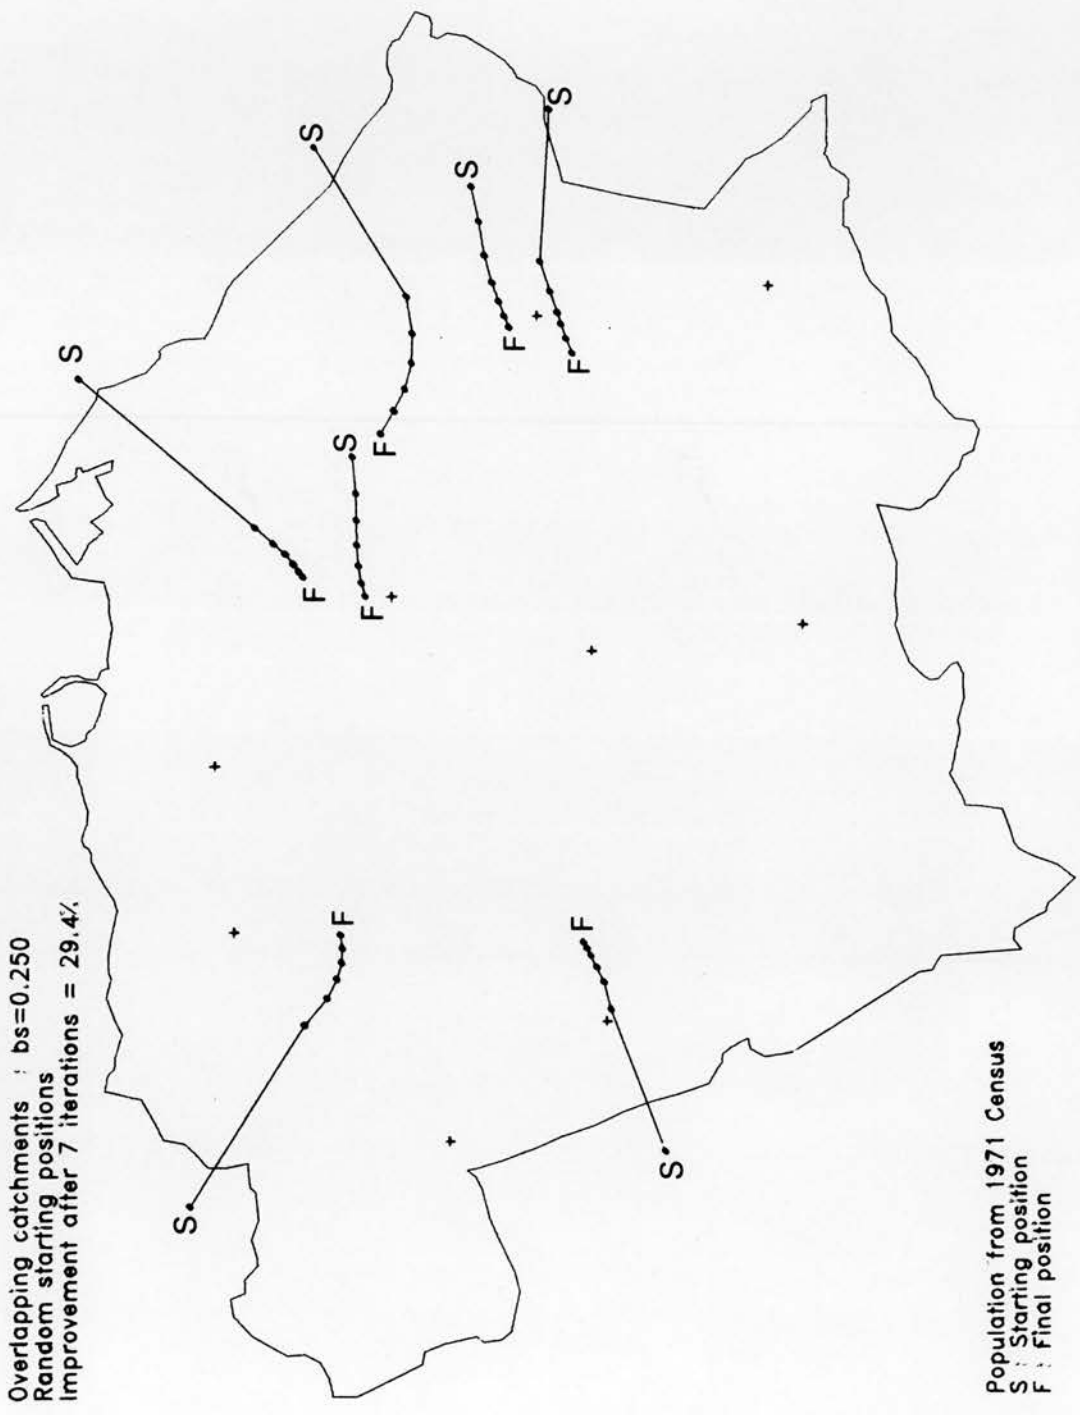 Overlapping catchments : bs=0.250
Random starting positions
Improvement after 7 iterations = 29.4%
S
S
S
S
S
F
F
F
F
F
S
F
F
S
Population from 1971 Census
S : Starting position
F : Final position